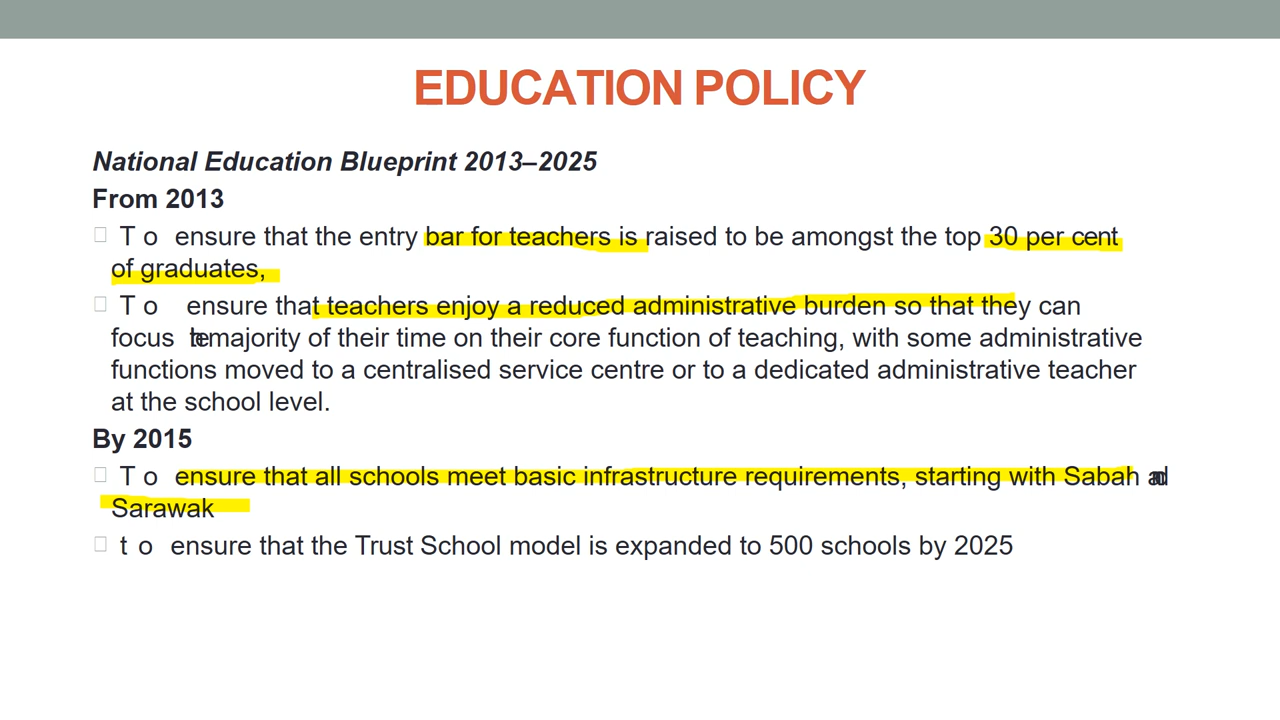 EDUCATION POLICY
National Education Blueprint 2013–2025
From 2013
To ensure that the entry bar for teachers is raised to be amongst the top 30 per cent
of graduates,
To ensure that teachers enjoy a reduced administrative burden so that they can
focus the majority of their time on their core function of teaching, with some administrative
functions moved to a centralised service centre or to a dedicated administrative teacher
at the school level.
By 2015
To ensure that all schools meet basic infrastructure requirements, starting with Sabah and
Sarawak
to ensure that the Trust School model is expanded to 500 schools by 2025